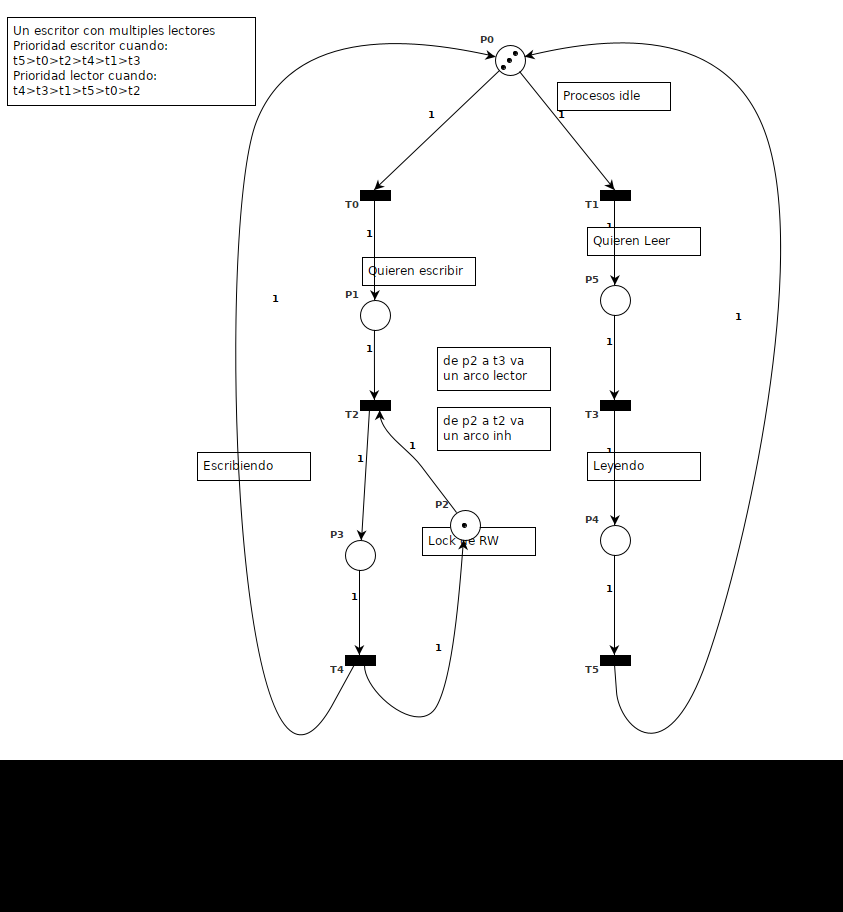 Un escritor con multiples lectores
Prioridad escritor cuando:
t5>t0>t2>t4>t1>t3
Prioridad lector cuando:
t4>t3>t1>t5>t0>t2
P0
Procesos idle
1
1
T0
T1
1
1
Quieren Leer
Quieren escribir
P5
P1
1
1
1
1
1
de p2 a t3 va
un arco lector
T2
T3
de p2 a t2 va
un arco inh
1
1
1
Escribiendo
Leyendo
P2
P4
P3
Lock de RW
1
1
1
T4
T5